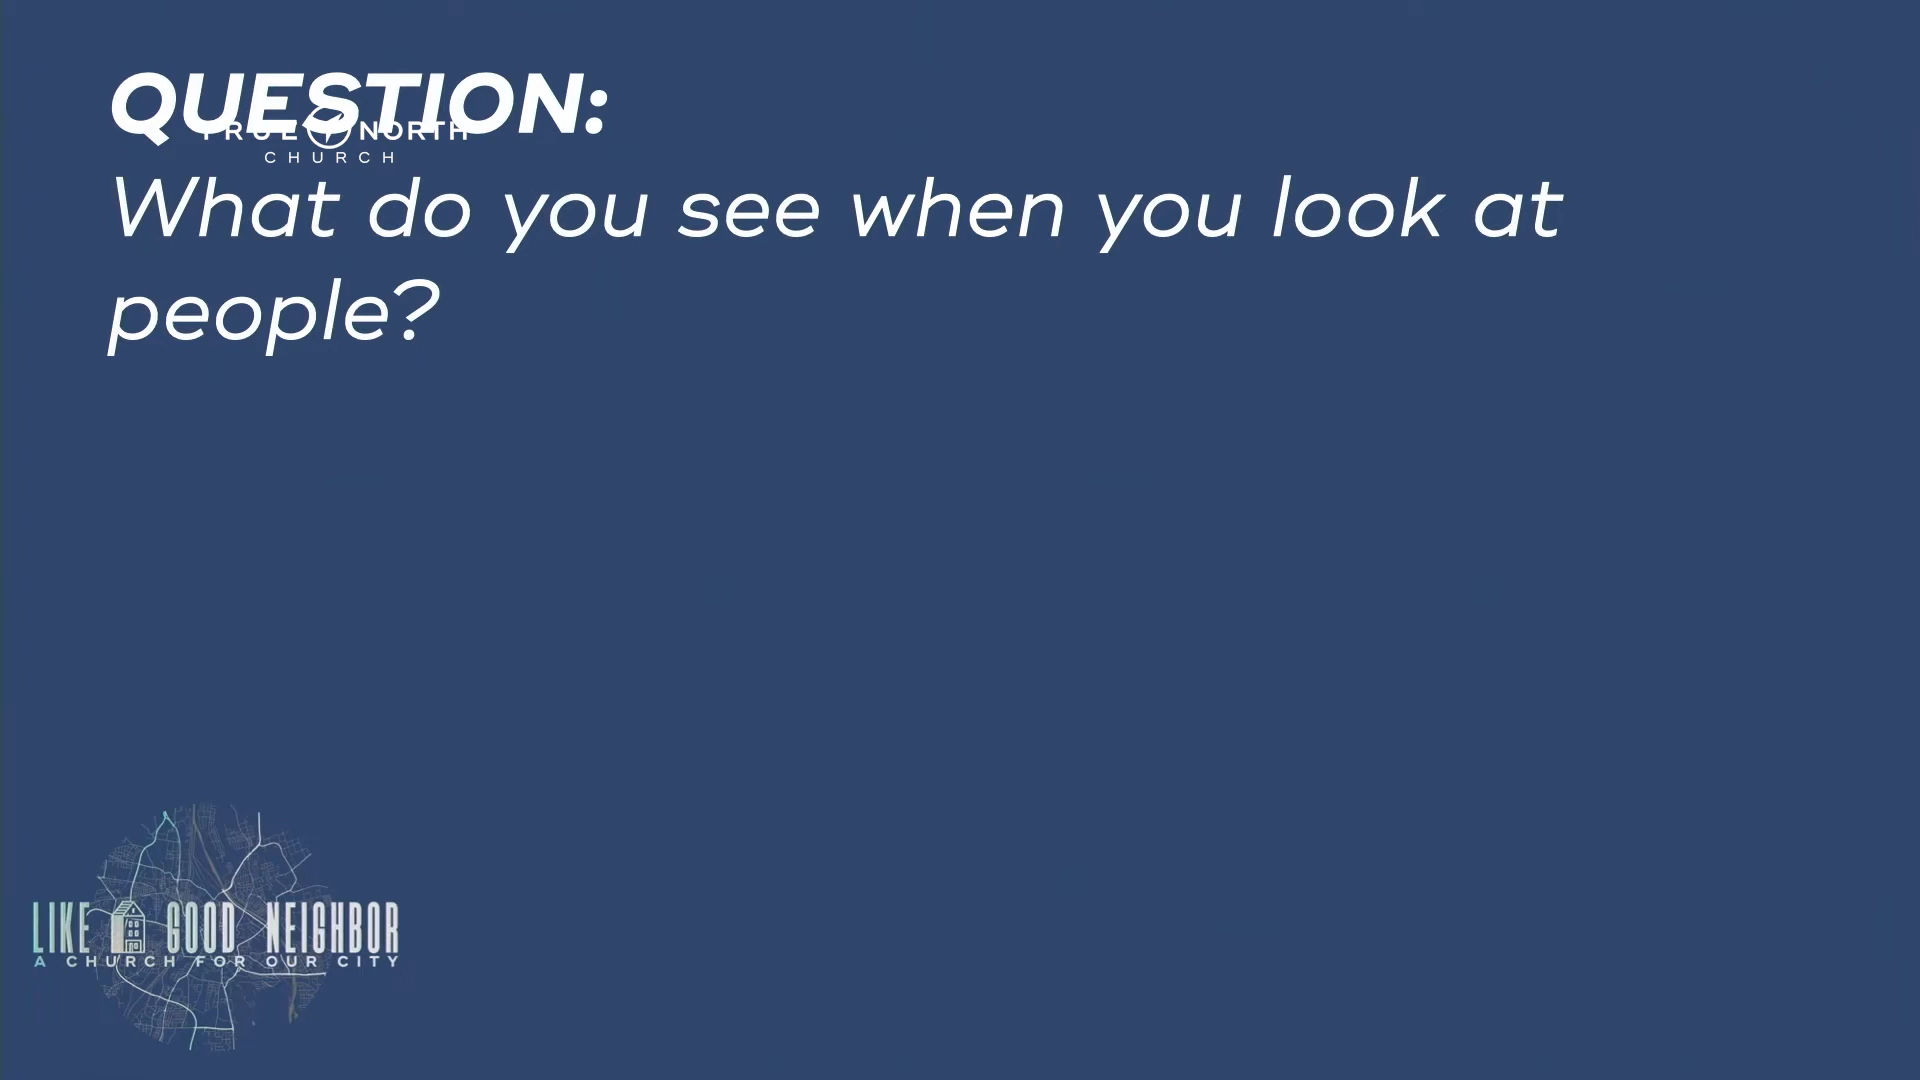 QUESTION:
TRUE NORTH
CHURCH
What do you see when you look at
people?
LIKE GOOD NEIGHBOR
A CHURCH FOR OUR CITY